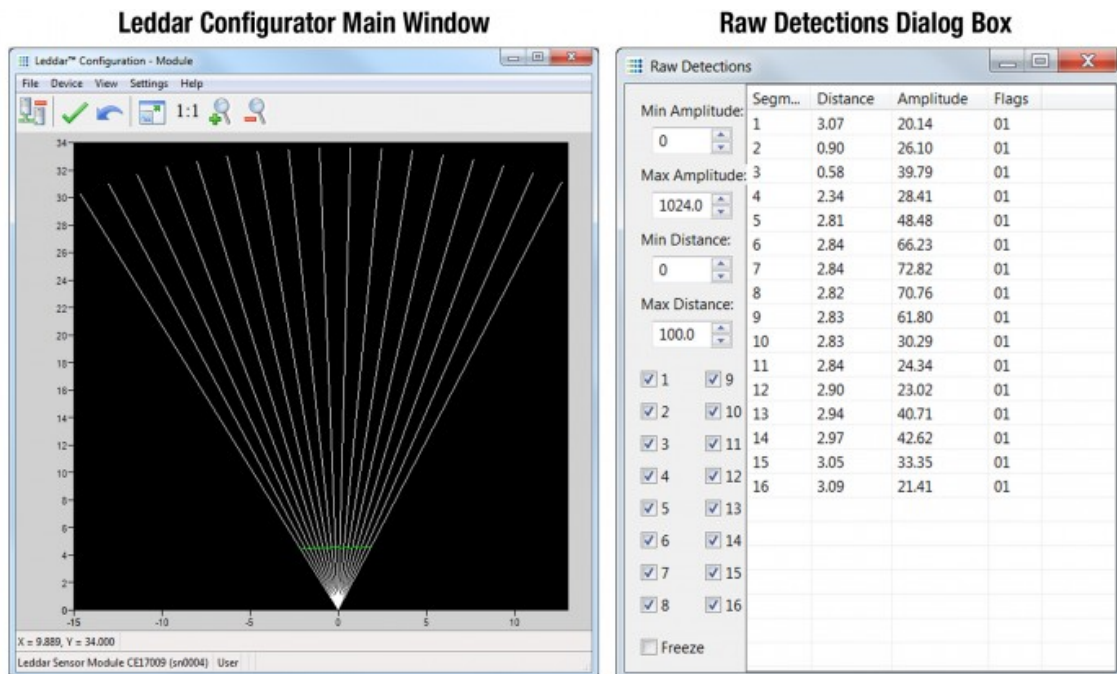 Leddar Configurator Main Window
Leddar™ Configuration - Module
File Device View Settings Help
1:1
34
32
30
28
26
24
22
20
18
16
14
12
10
8
6
4
2
0
-15 -10 -5 0 5 10
X = 9.889, Y = 34.000
Leddar Sensor Module CE17009 (sn0004) User
Raw Detections Dialog Box
Raw Detections
Min Amplitude:
0
Max Amplitude:
1024.0
Min Distance:
0
Max Distance:
100.0
1 9
2 10
3 11
4 12
5 13
6 14
7 15
8 16
Freeze
Segm... Distance Amplitude Flags
1 3.07 20.14 01
2 0.90 26.10 01
3 0.58 39.79 01
4 2.34 28.41 01
5 2.81 48.48 01
6 2.84 66.23 01
7 2.84 72.82 01
8 2.82 70.76 01
9 2.83 61.80 01
10 2.83 30.29 01
11 2.84 24.34 01
12 2.90 23.02 01
13 2.94 40.71 01
14 2.97 42.62 01
15 3.05 33.35 01
16 3.09 21.41 01